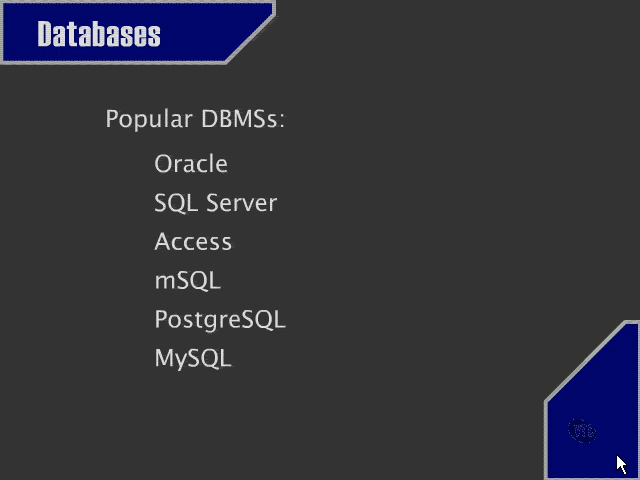 Databases
Popular DBMSs:
Oracle
SQL Server
Access
mSQL
PostgreSQL
MySQL